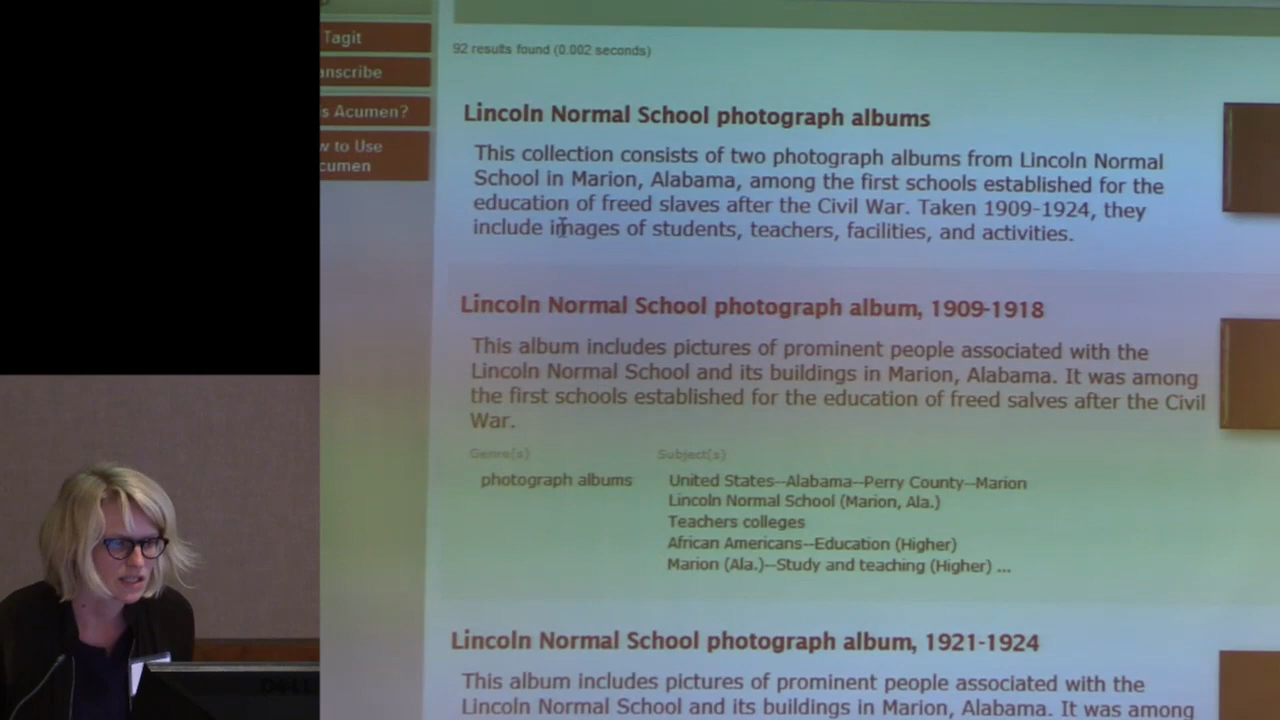 Tagit
anscribe
s Acumen?
w to Use
cumen
92 results found (0.002 seconds)
Lincoln Normal School photograph albums
This collection consists of two photograph albums from Lincoln Normal
School in Marion, Alabama, among the first schools established for the
education of freed slaves after the Civil War. Taken 1909-1924, they
include images of students, teachers, facilities, and activities.
Lincoln Normal School photograph album, 1909-1918
This album includes pictures of prominent people associated with the
Lincoln Normal School and its buildings in Marion, Alabama. It was among
the first schools established for the education of freed salves after the Civil
War.
Genre(s) Subject(s)
photograph albums United States--Alabama--Perry County--Marion
Lincoln Normal School (Marion, Ala.)
Teachers colleges
African Americans--Education (Higher)
Marion (Ala.)--Study and teaching (Higher) ...
Lincoln Normal School photograph album, 1921-1924
This album includes pictures of prominent people associated with the
Lincoln Normal School and its buildings in Marion, Alabama. It was among
DELL